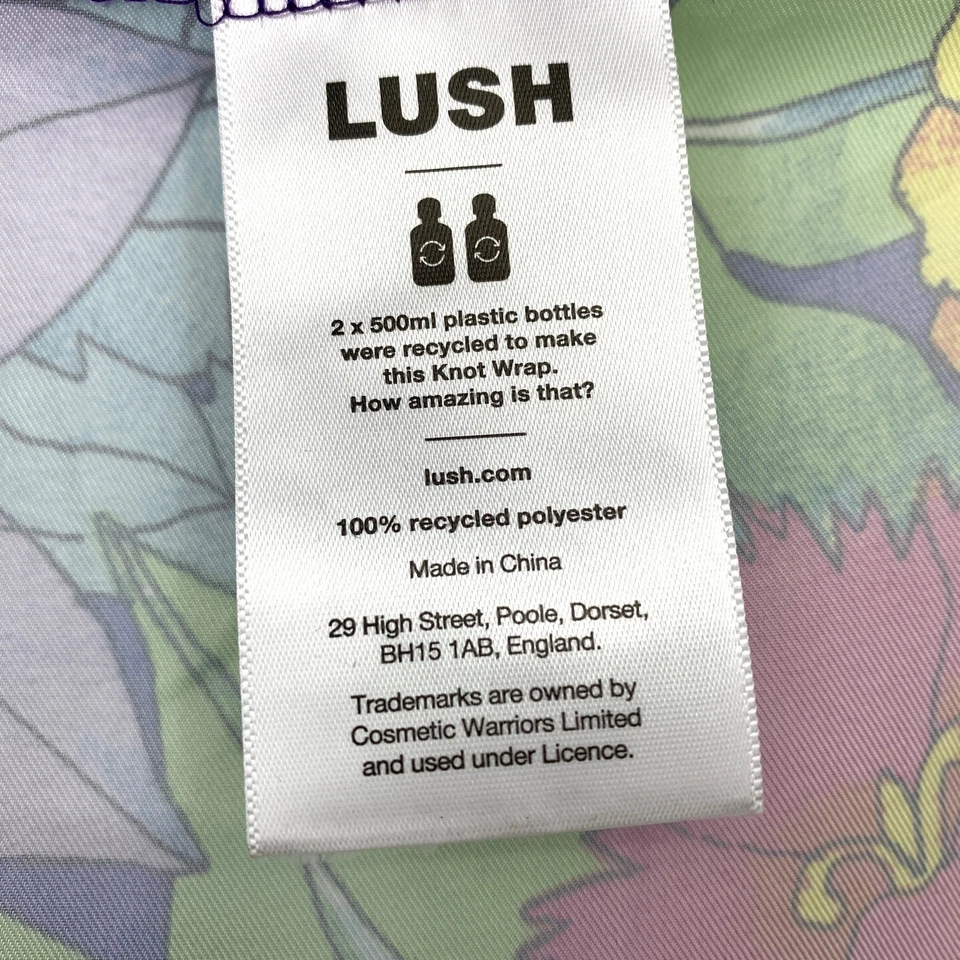 LUSH
2 x 500ml plastic bottles
were recycled to make
this Knot Wrap.
How amazing is that?
lush.com
100% recycled polyester
Made in China
29 High Street, Poole, Dorset,
BH15 1AB, England.
Trademarks are owned by
Cosmetic Warriors Limited
and used under Licence.